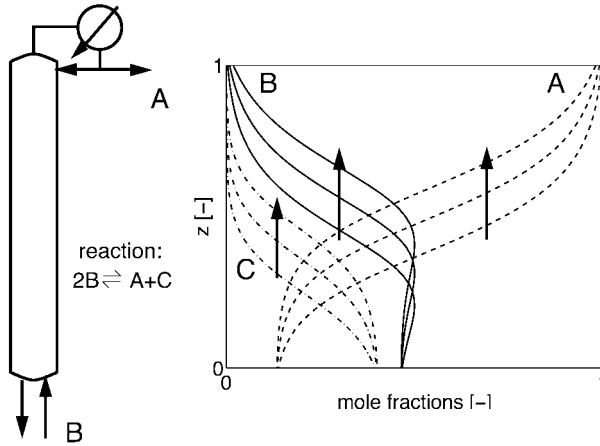 A
reaction:
2B⇌ A+C
B
1
B
A
C
z [–]
0
0
mole fractions [–]